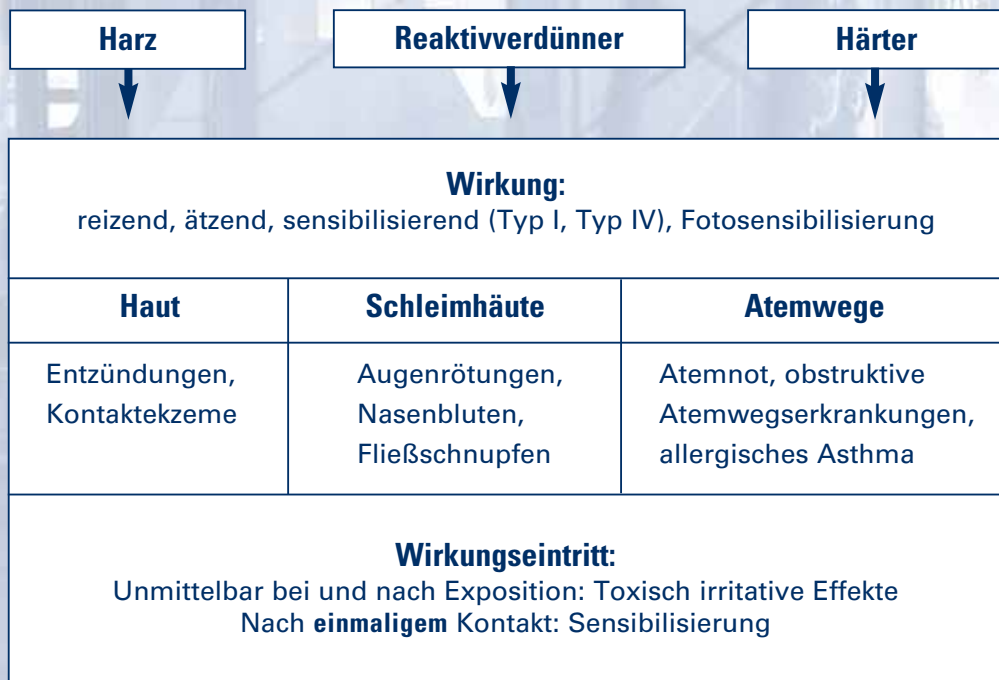 Harz
Reaktivverdünner
Härter
Wirkung:
reizend, ätzend, sensibilisierend (Typ I, Typ IV), Fotosensibilisierung
Haut
Schleimhäute
Atemwege
Entzündungen,
Kontaktekzeme
Augenrötungen,
Nasenbluten,
Fließschnupfen
Atemnot, obstruktive
Atemwegserkrankungen,
allergisches Asthma
Wirkungseintritt:
Unmittelbar bei und nach Exposition: Toxisch irritative Effekte
Nach einmaligem Kontakt: Sensibilisierung